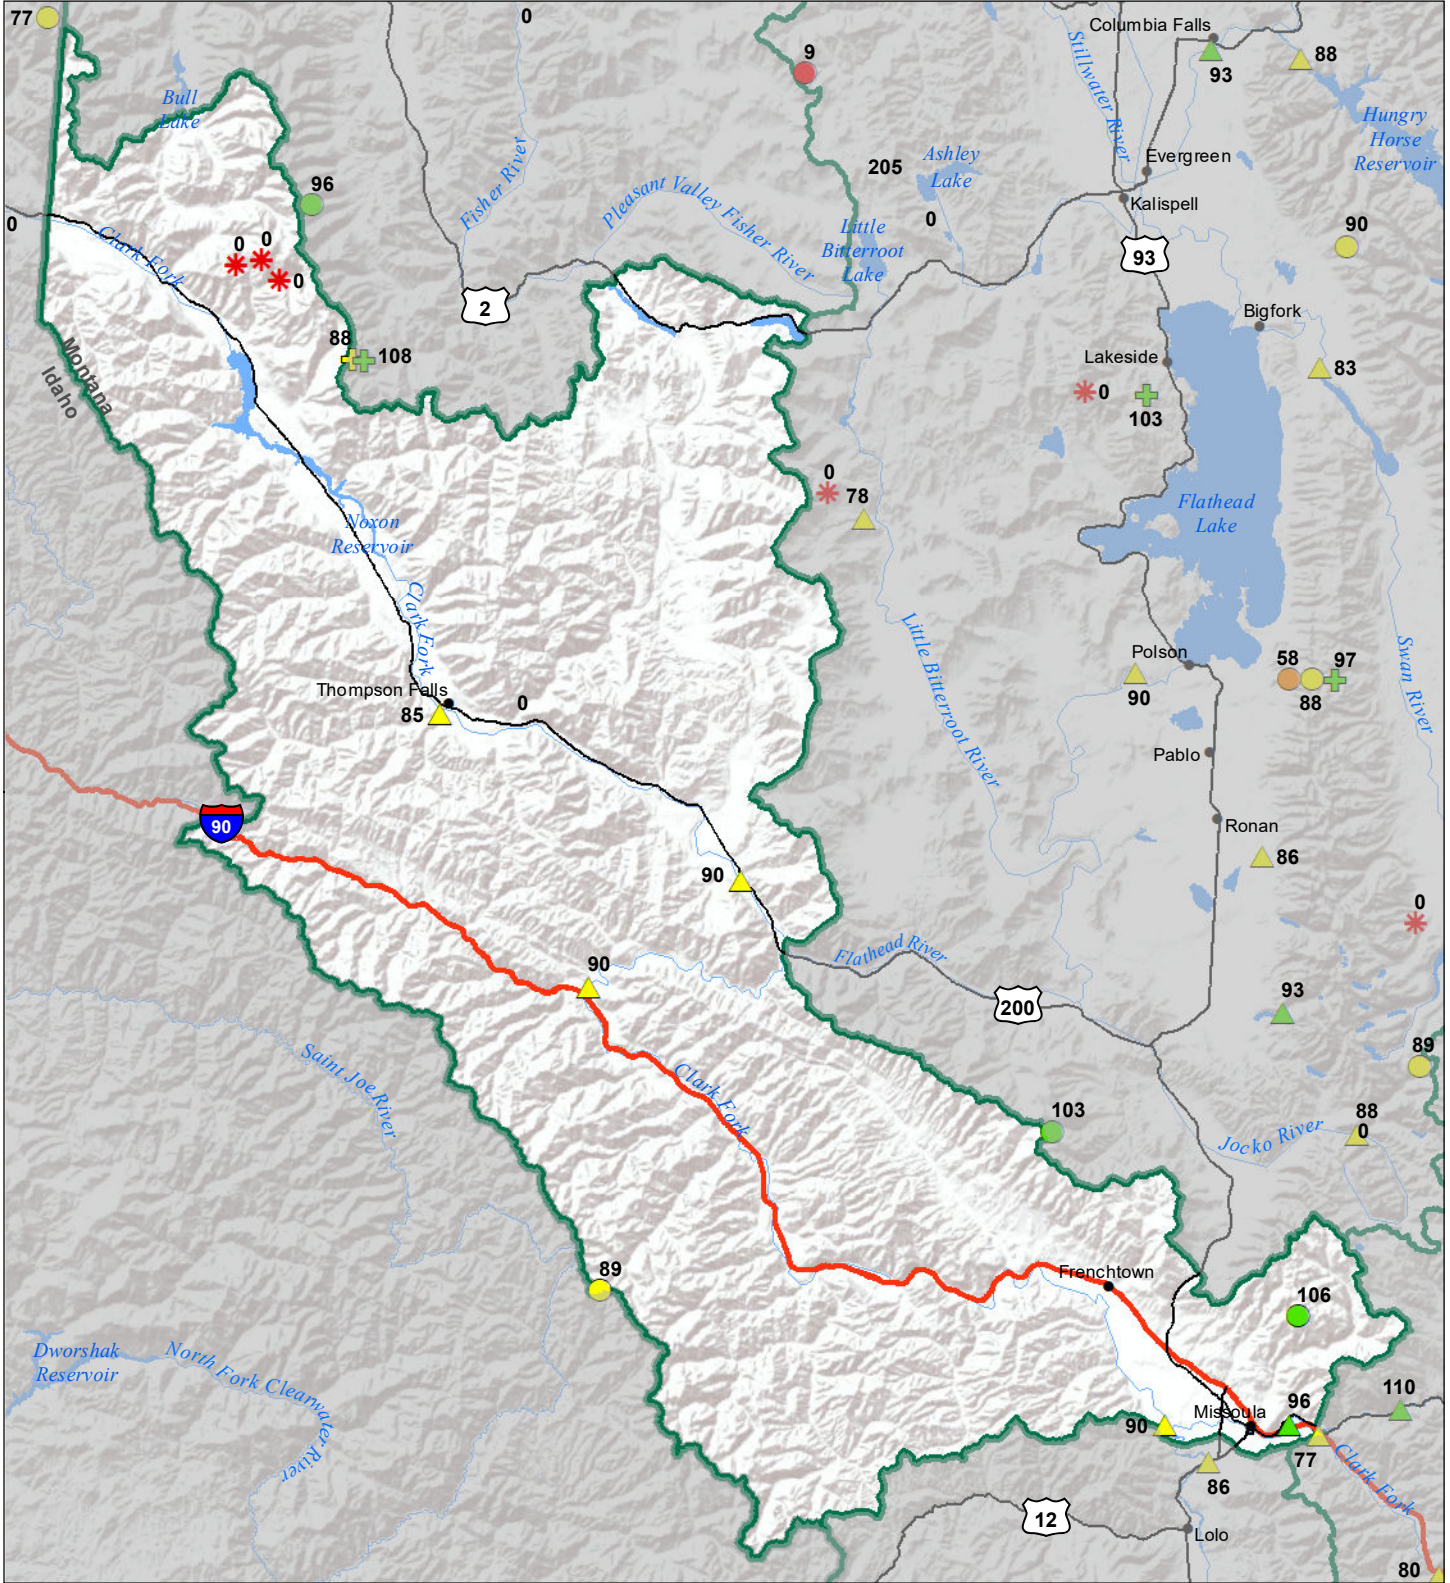 77
0
Columbia Falls
9
93
88
Stillwater River
Bull
Lake
Hungry
Horse
Reservoir
Fisher River
Ashley
Lake
Evergreen
205
96
Pleasant Valley Fisher River
Kalispell
0
0
Clark Fork
Little
Bitterroot
Lake
93
90
0
0
0
2
Bigfork
88
108
Lakeside
83
Montana
Idaho
0
103
0
78
Noxon
Reservoir
Flathead
Lake
Clark Fork
Little Bitterroot River
Swan River
Polson
90
58
97
88
Thompson Falls
85
0
Pablo
90
Ronan
86
90
0
Flathead River
90
200
93
89
Saint Joe River
Clark Fork
103
88
0
Jocko River
89
Frenchtown
106
Dworshak
Reservoir
North Fork Clearwater River
110
96
Missoula
90
77
86
Clark Fork
12
Lolo
80